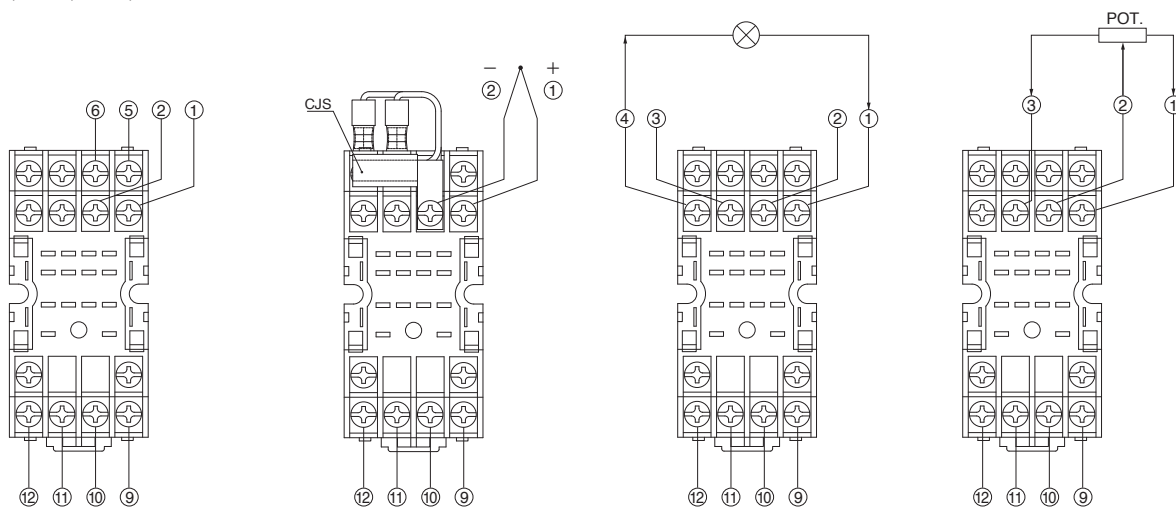 POT.
− +
② ①
CJS
⑥ ⑤ ② ①
④ ③ ② ①
③ ② ①
⑫ ⑪ ⑩ ⑨
⑫ ⑪ ⑩ ⑨
⑫ ⑪ ⑩ ⑨
⑫ ⑪ ⑩ ⑨